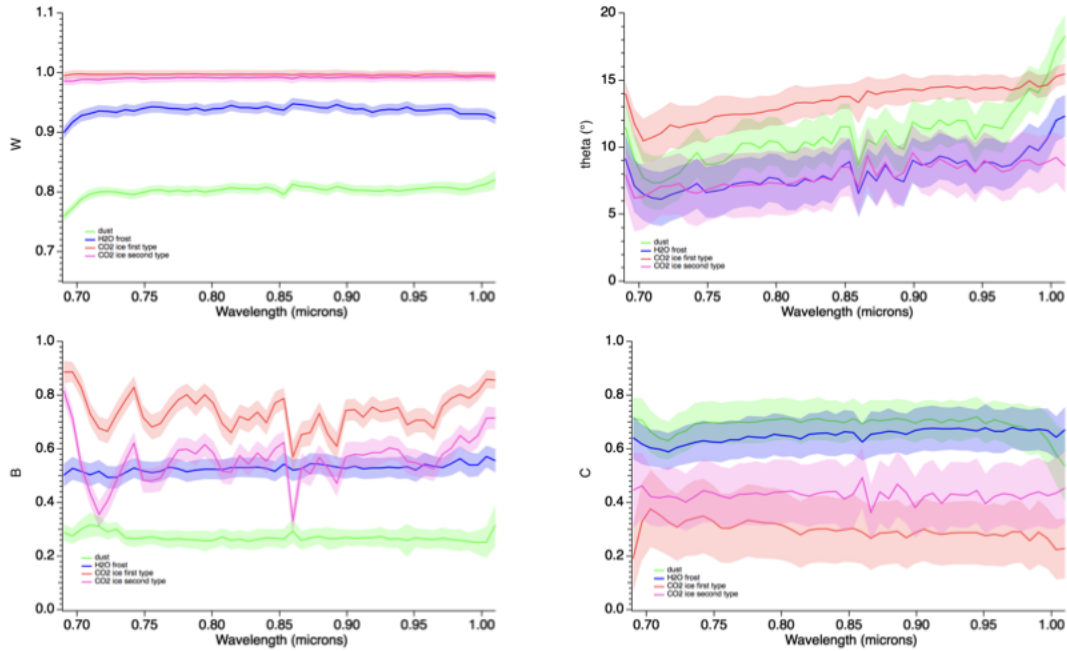 1.1
1.0
0.9
0.8
0.7
W
dust
H2O frost
CO2 ice first type
CO2 ice second type
0.70 0.75 0.80 0.85 0.90 0.95 1.00
Wavelength (microns)
20
15
10
5
0
theta (°)
dust
H2O frost
CO2 ice first type
CO2 ice second type
0.70 0.75 0.80 0.85 0.90 0.95 1.00
Wavelength (microns)
1.0
0.8
0.6
0.4
0.2
0.0
B
dust
H2O frost
CO2 ice first type
CO2 ice second type
0.70 0.75 0.80 0.85 0.90 0.95 1.00
Wavelength (microns)
1.0
0.8
0.6
0.4
0.2
0.0
C
dust
H2O frost
CO2 ice first type
CO2 ice second type
0.70 0.75 0.80 0.85 0.90 0.95 1.00
Wavelength (microns)